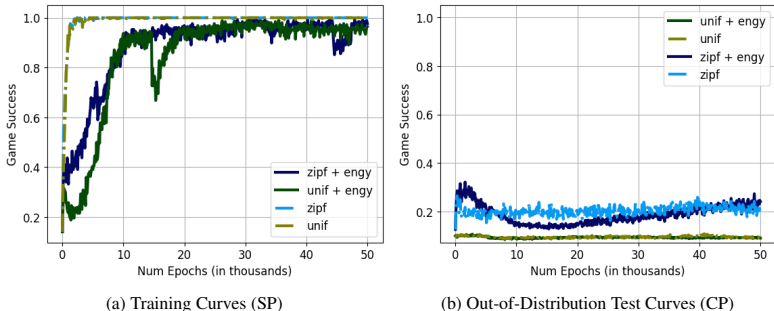 1.0
0.8
0.6
0.4
0.2
Game Success
0 10 20 30 40 50
Num Epochs (in thousands)
zipf + engy
unif + engy
zipf
unif
(a) Training Curves (SP)
1.0
0.8
0.6
0.4
0.2
Game Success
0 10 20 30 40 50
Num Epochs (in thousands)
unif + engy
unif
zipf + engy
zipf
(b) Out-of-Distribution Test Curves (CP)